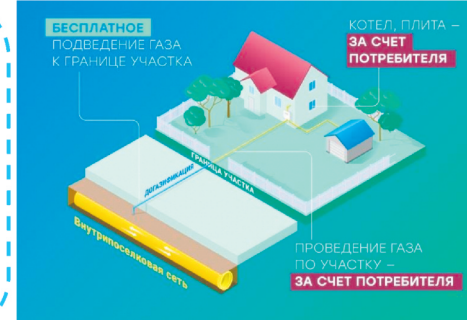 БЕСПЛАТНОЕ
ПОДВЕДЕНИЕ ГАЗА
К ГРАНИЦЕ УЧАСТКА
КОТЕЛ, ПЛИТА –
ЗА СЧЕТ
ПОТРЕБИТЕЛЯ
ГРАНИЦА УЧАСТКА
ДОГАЗИФИКАЦИЯ
Внутрипоселковая сеть
ПРОВЕДЕНИЕ ГАЗА
ПО УЧАСТКУ –
ЗА СЧЕТ ПОТРЕБИТЕЛЯ